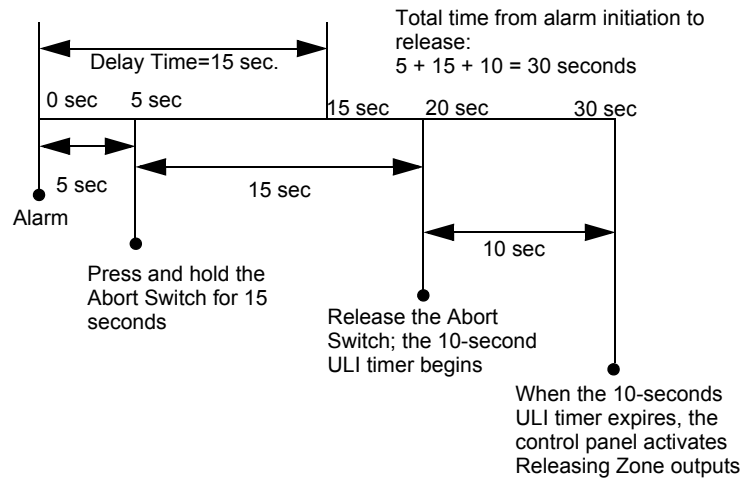 Total time from alarm initiation to
release:
5 + 15 + 10 = 30 seconds
Delay Time=15 sec.
0 sec
5 sec
15 sec
20 sec
30 sec
5 sec
15 sec
Alarm
10 sec
Press and hold the
Abort Switch for 15
seconds
Release the Abort
Switch; the 10-second
ULI timer begins
When the 10-seconds
ULI timer expires, the
control panel activates
Releasing Zone outputs